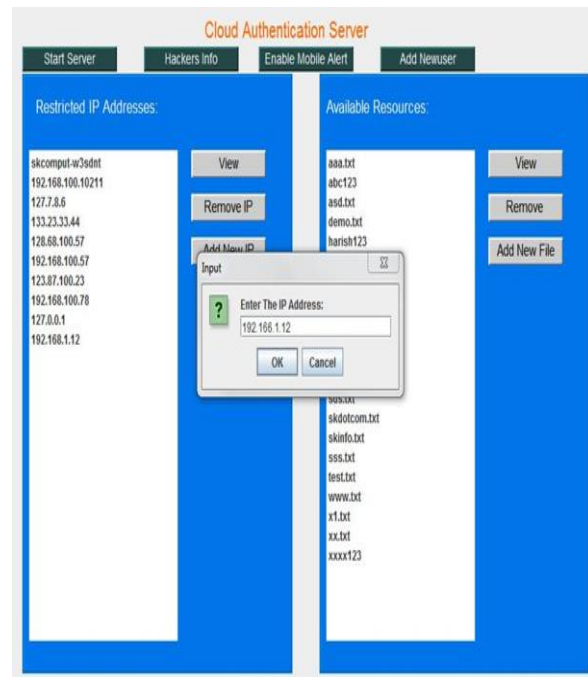 Cloud Authentication Server
Start Server
Hackers Info
Enable Mobile Alert
Add Newuser
Restricted IP Addresses:
skcomput-w3sdnt
192.168.100.10211
127.7.8.6
133.23.33.44
128.68.100.57
192.168.100.57
123.87.100.23
192.168.100.78
127.0.0.1
192.168.1.12
View
Remove IP
Add New IP
Input
Enter The IP Address:
192.166.1.12
OK
Cancel
Available Resources:
aaa.txt
abc123
asd.txt
demo.txt
harish123
skdotcom.txt
skinfo.txt
sss.txt
test.txt
www.txt
x1.txt
xx.txt
xxxx123
View
Remove
Add New File